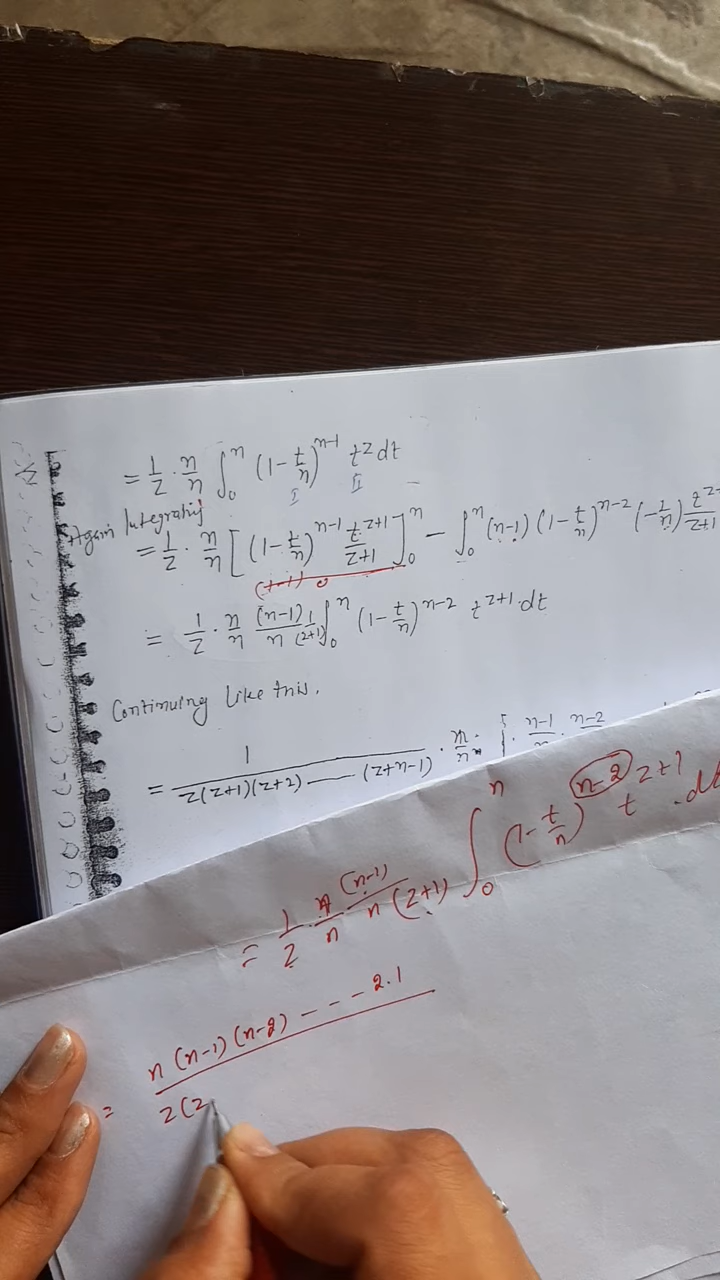 = 1/z · n/n ∫₀ⁿ (1-t/n)ⁿ⁻¹ tᶻ dt
I II
Again Integrating
= 1/z · n/n [(1-t/n)ⁿ⁻¹ tᶻ⁺¹/z+1]₀ⁿ - ∫₀ⁿ (n-1) (1-t/n)ⁿ⁻² (-1/n) tᶻ⁺
z+1
(1-1) 0
= 1/z · n/n (n-1)/n 1/(z+1) ∫₀ⁿ (1-t/n)ⁿ⁻² tᶻ⁺¹ · dt
Continuing like this,
= 1/z(z+1)(z+2) —— (z+n-1) · n/n · n-1 · n-2
= 1/z · n/n (n-1)/n(z+1) ∫₀ⁿ (1-t/n)ⁿ⁻² tᶻ⁺¹ · d
= n(n-1)(n-2) - - - 2.1
z(z